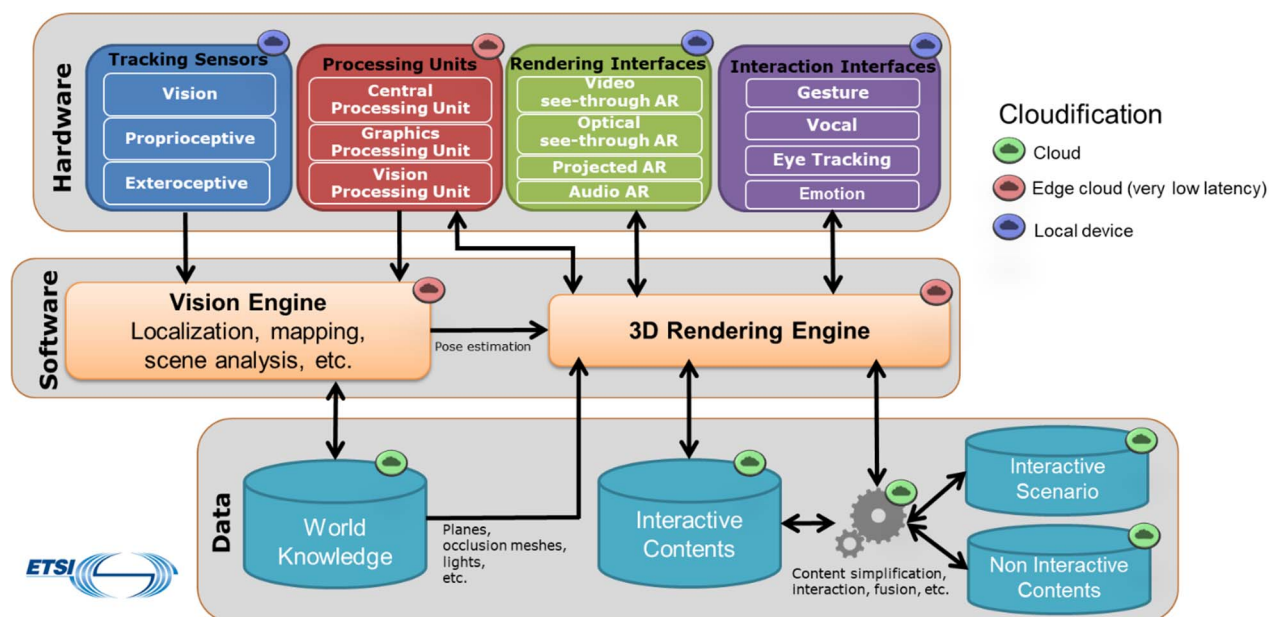 Hardware
Tracking Sensors
Vision
Proprioceptive
Exteroceptive
Processing Units
Central
Processing Unit
Graphics
Processing Unit
Vision
Processing Unit
Rendering Interfaces
Video
see-through AR
Optical
see-through AR
Projected AR
Audio AR
Interaction Interfaces
Gesture
Vocal
Eye Tracking
Emotion
Cloudification
Cloud
Edge cloud (very low latency)
Local device
Software
Vision Engine
Localization, mapping,
scene analysis, etc.
Pose estimation
3D Rendering Engine
Data
World
Knowledge
Planes,
occlusion meshes,
lights,
etc.
Interactive
Contents
Content simplification,
interaction, fusion, etc.
Interactive
Scenario
Non Interactive
Contents
ETSI